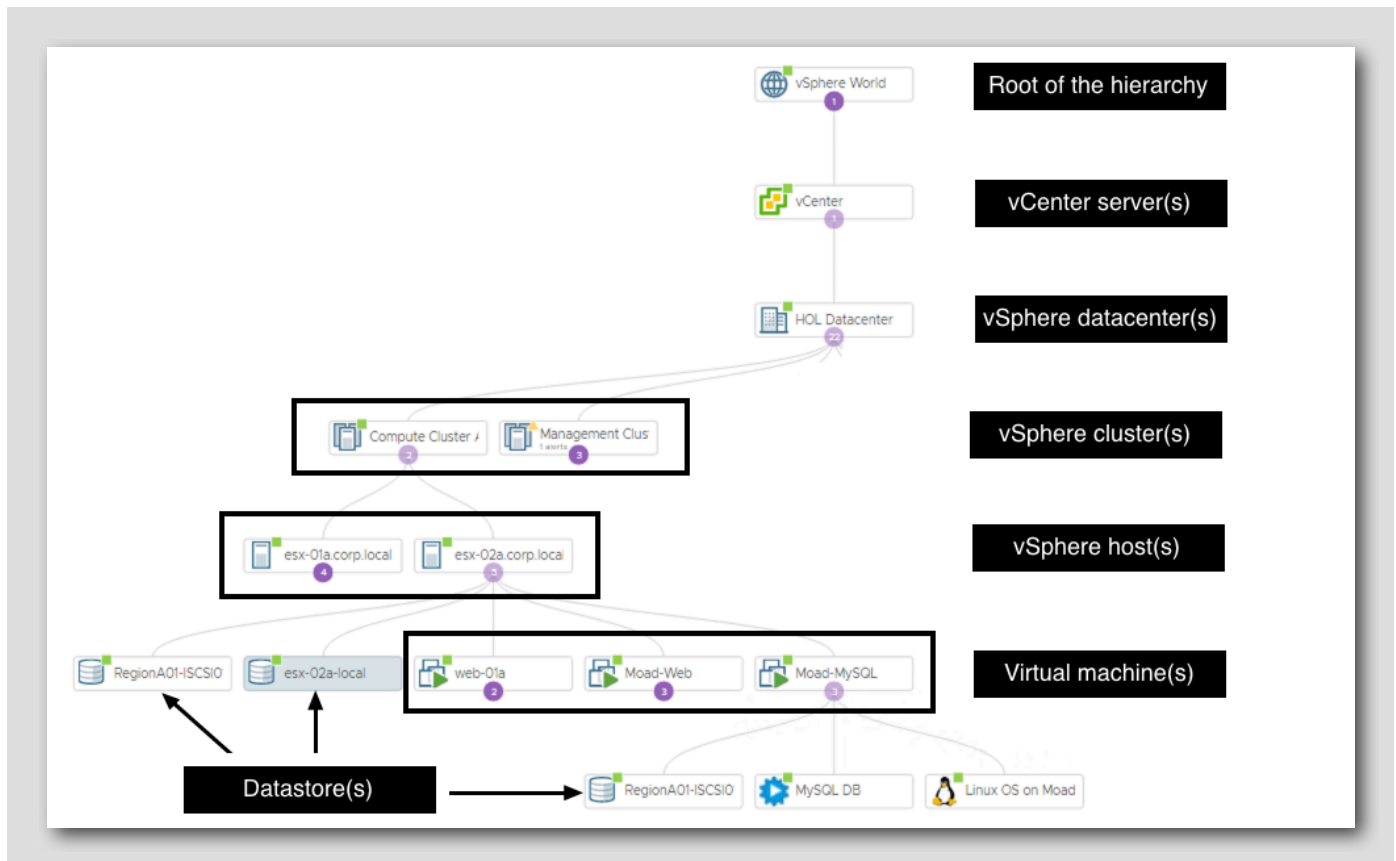 vSphere World
1
Root of the hierarchy
vCenter
1
vCenter server(s)
HOL Datacenter
22
vSphere datacenter(s)
Compute Cluster A
2
Management Clus
1 alerts
3
vSphere cluster(s)
esx-01a.corp.local
4
esx-02a.corp.local
5
vSphere host(s)
RegionA01-ISCSI0
esx-02a-local
web-01a
2
Moad-Web
3
Moad-MySQL
3
Virtual machine(s)
Datastore(s)
RegionA01-ISCSI0
MySQL DB
Linux OS on Moad